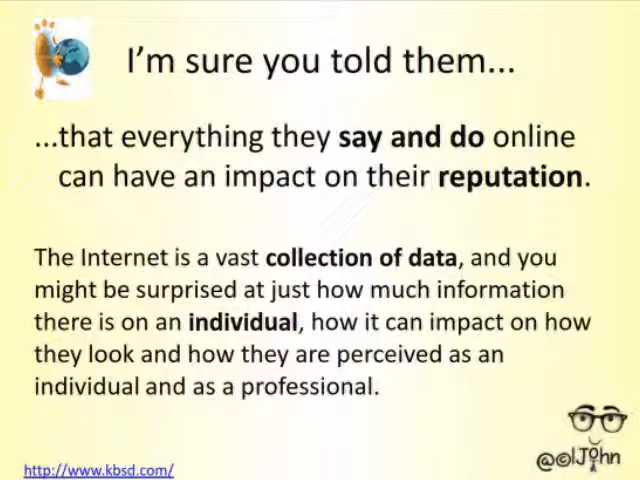 I'm sure you told them...
...that everything they say and do online
can have an impact on their reputation.
The Internet is a vast collection of data, and you
might be surprised at just how much information
there is on an individual, how it can impact on how
they look and how they are perceived as an
individual and as a professional.
http://www.kbsd.com/
@©lJohn